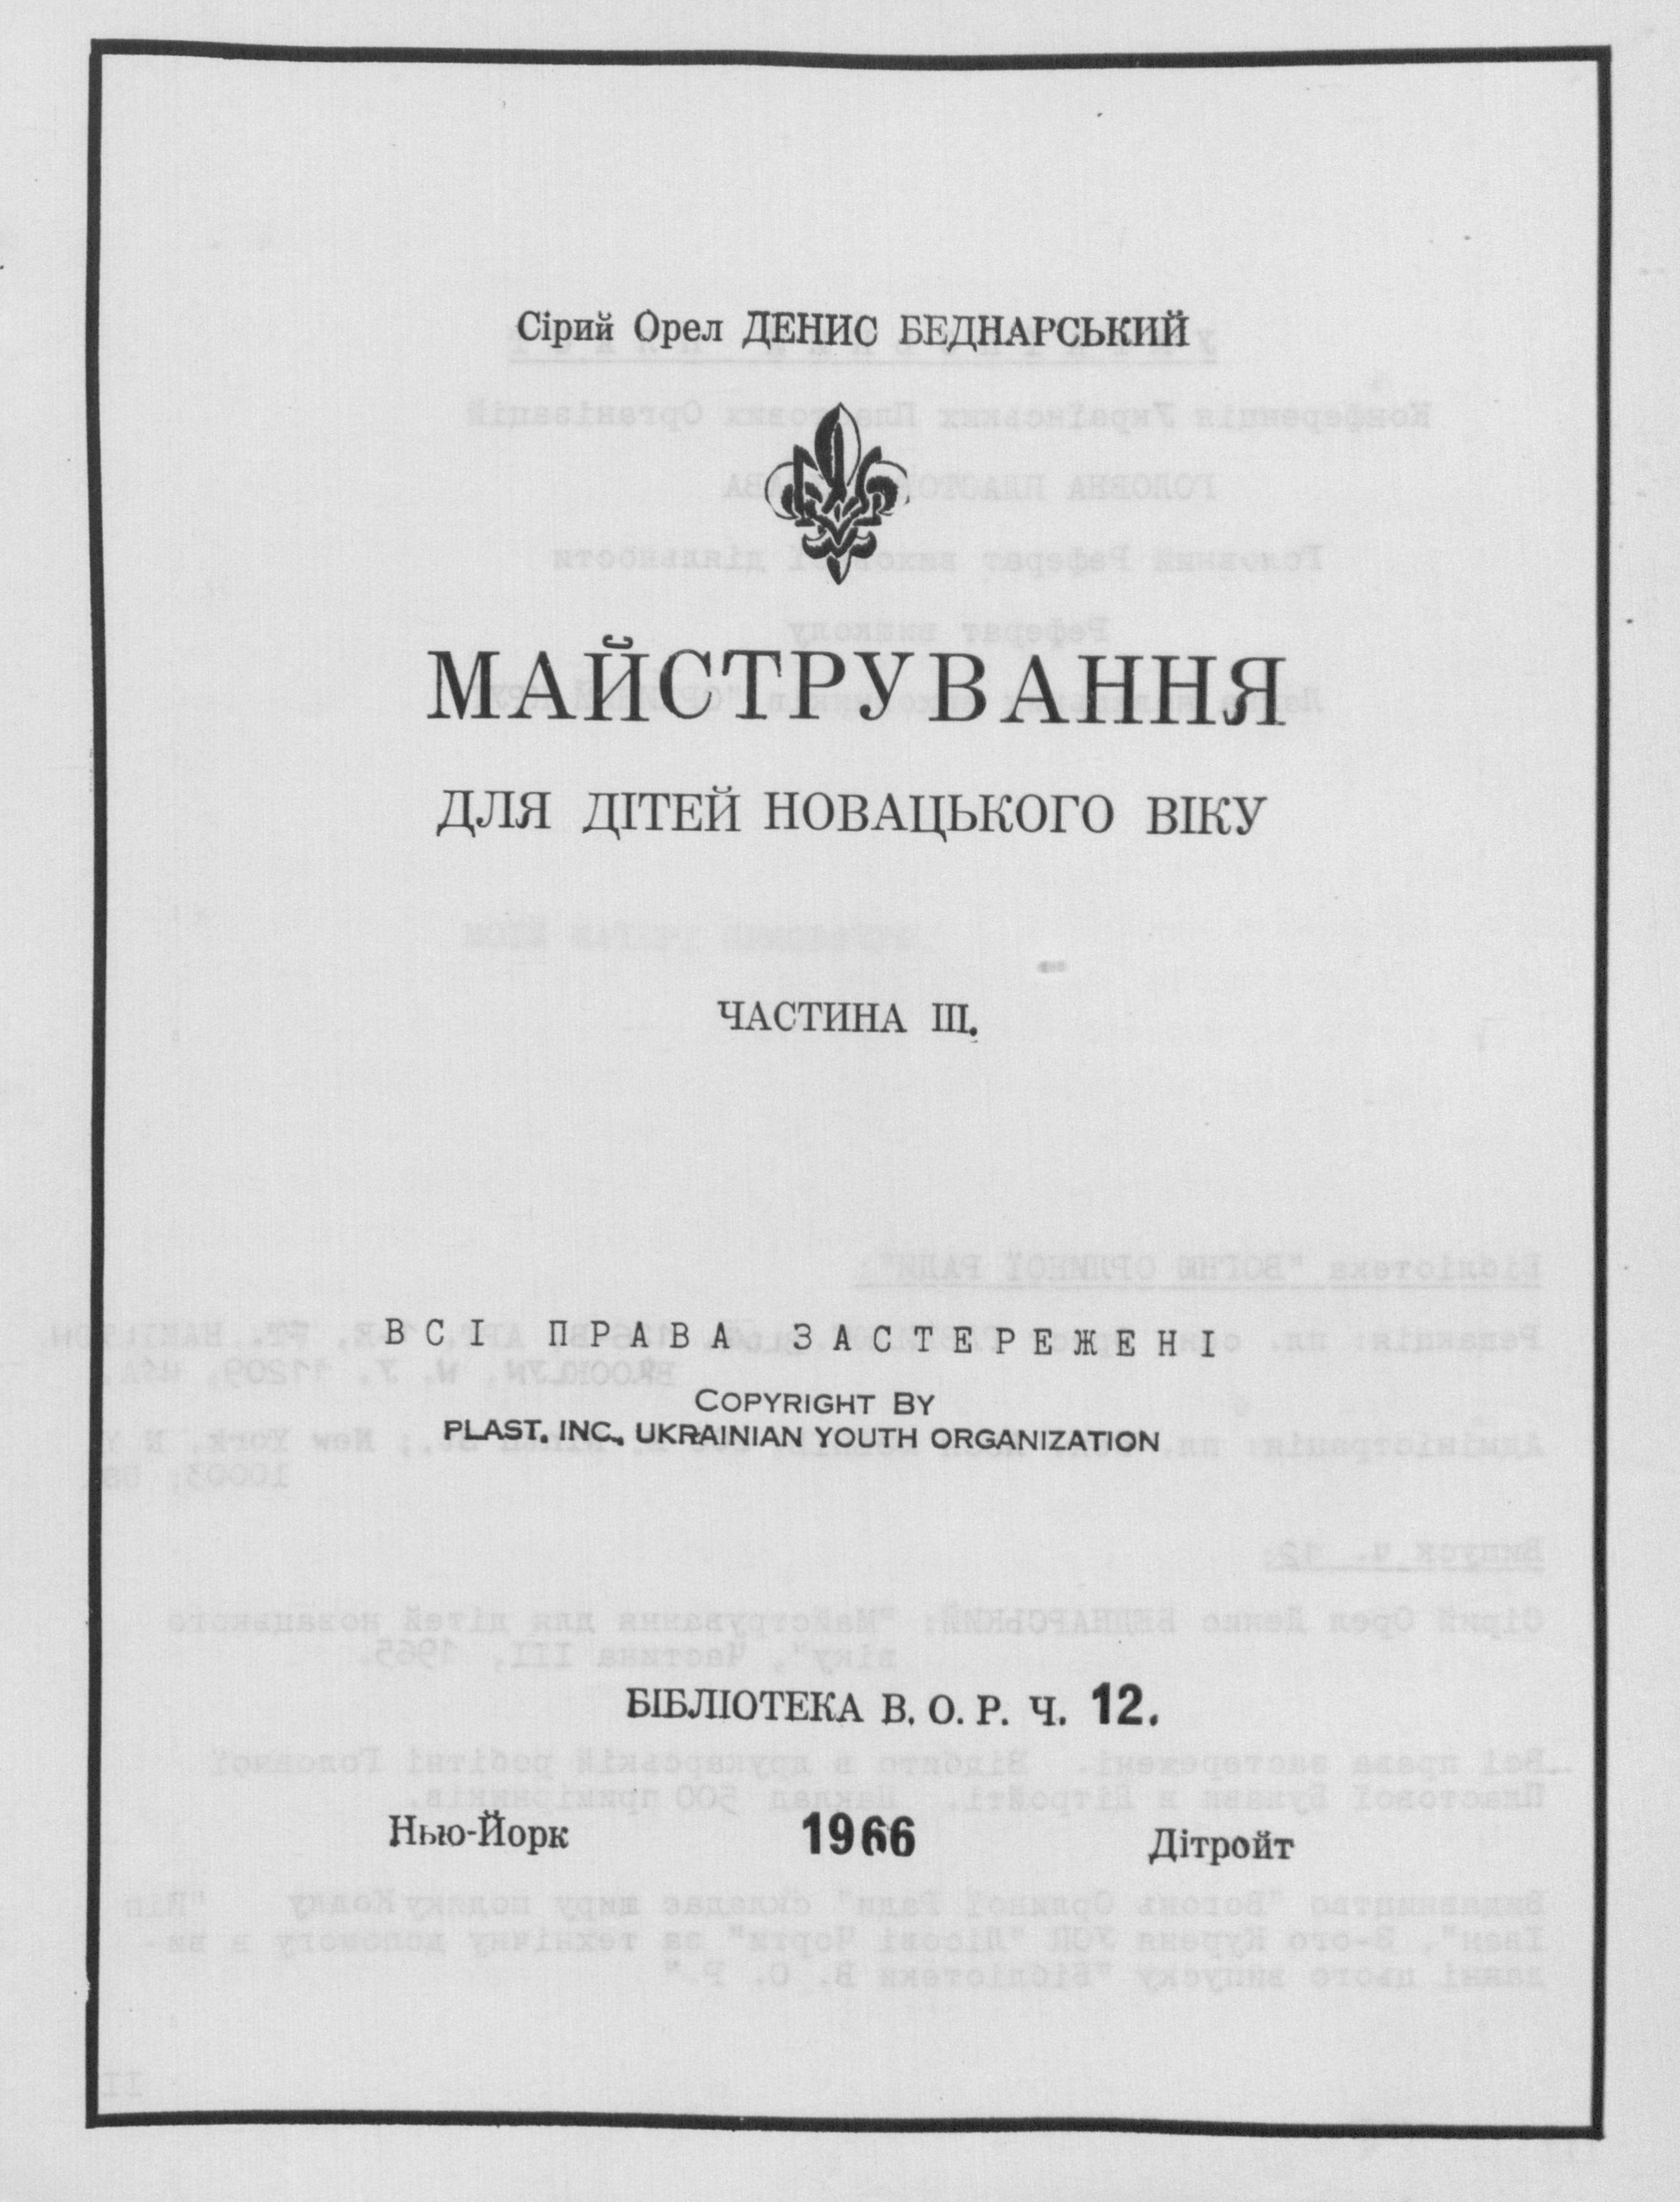 Сірий Орел ДЕНИС БЕДНАРСЬКИЙ
МАЙСТРУВАННЯ
ДЛЯ ДІТЕЙ НОВАЦЬКОГО ВІКУ
ЧАСТИНА III.
ВСІ ПРАВА ЗАСТЕРЕЖЕНІ
COPYRIGHT BY
PLAST, INC., UKRAINIAN YOUTH ORGANIZATION
БІБЛІОТЕКА В. О. Р. Ч. 12.
Нью-Йорк 1966 Дітройт